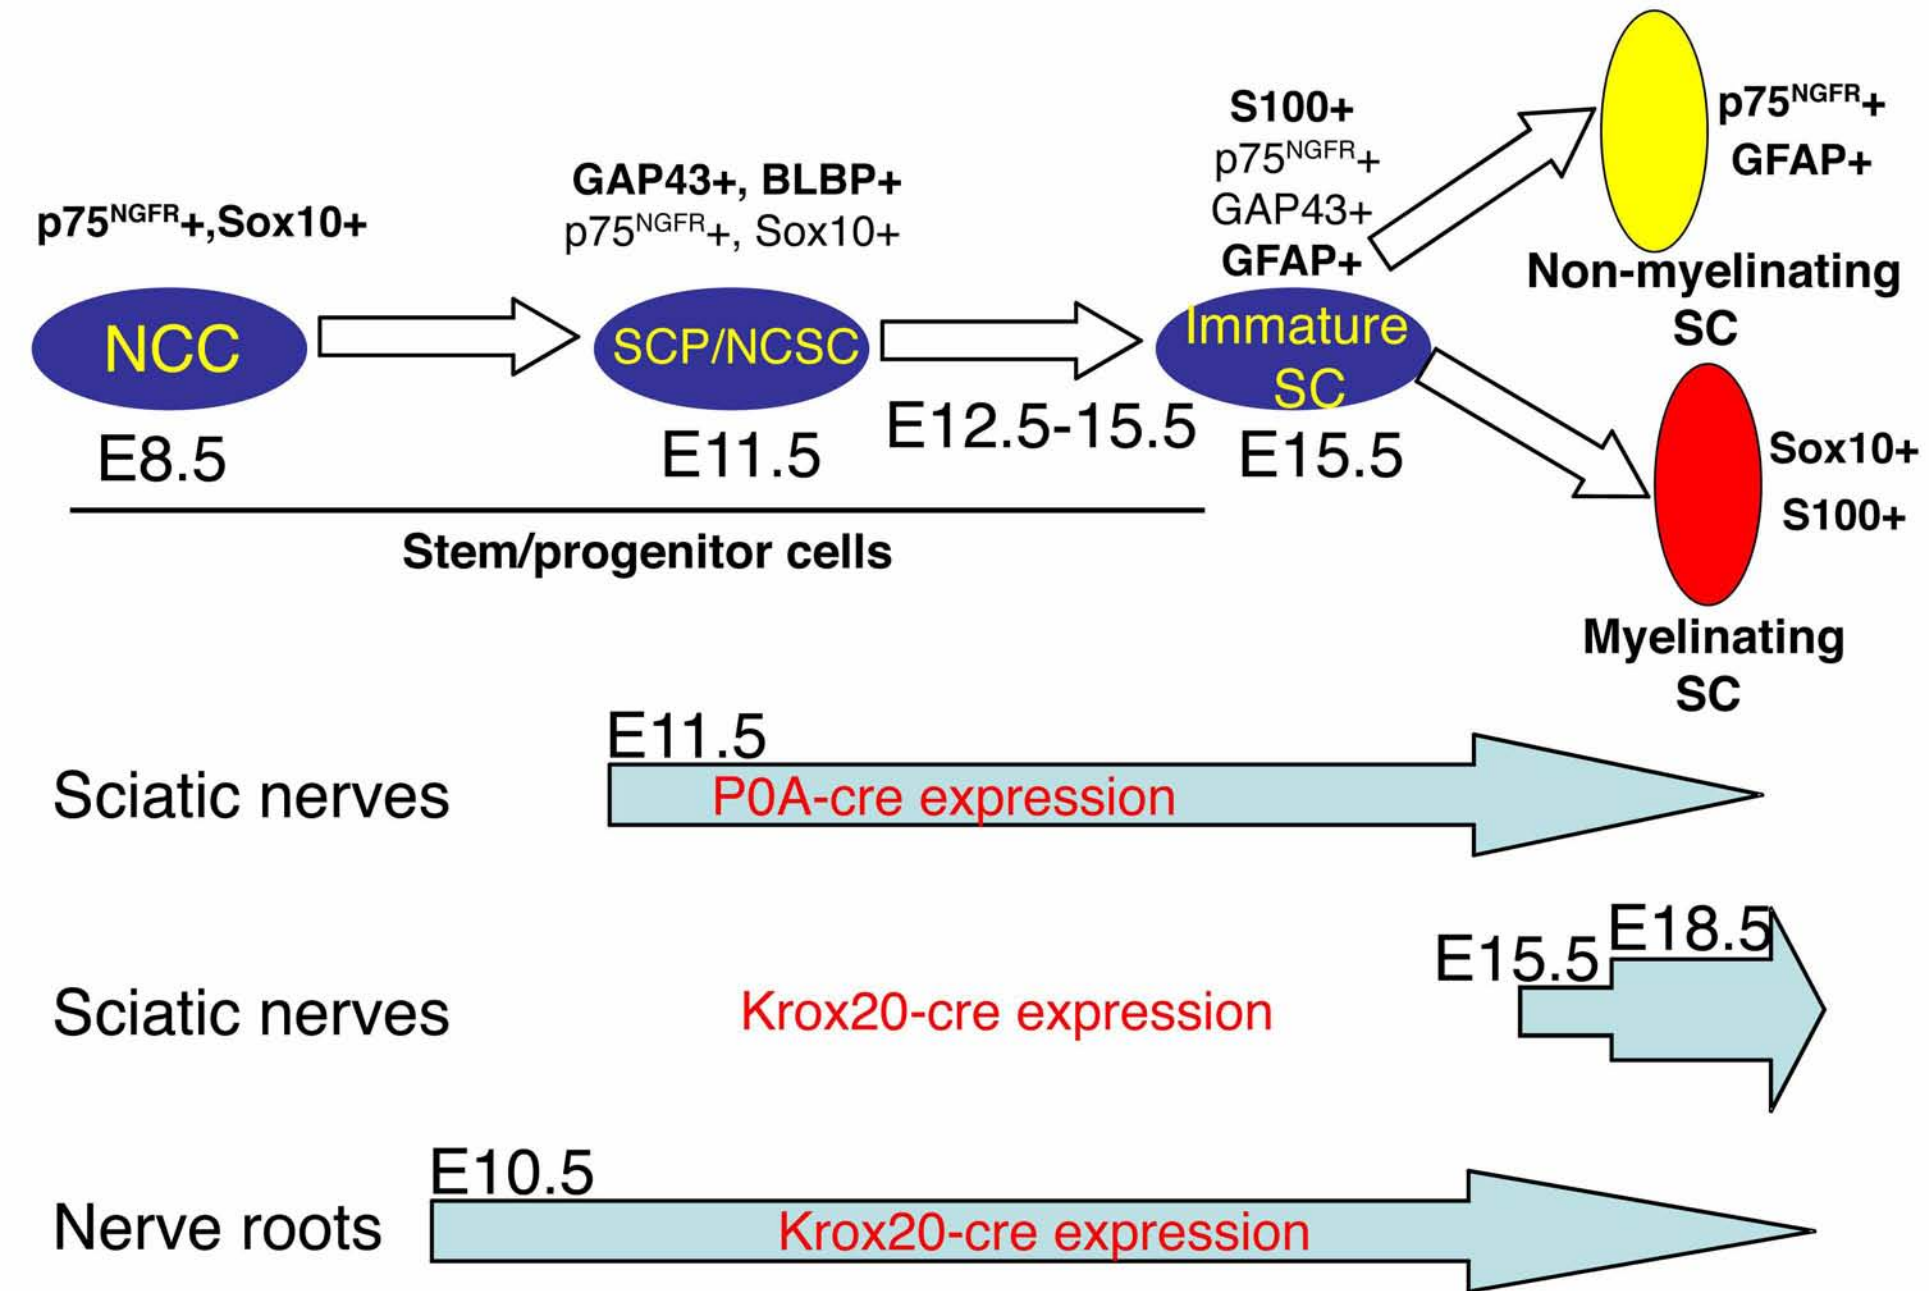 p75NGFR+,Sox10+
NCC
E8.5
GAP43+, BLBP+
p75NGFR+, Sox10+
SCP/NCSC
E11.5
E12.5-15.5
S100+
p75NGFR+
GAP43+
GFAP+
Immature
SC
E15.5
Stem/progenitor cells
p75NGFR+
GFAP+
Non-myelinating
SC
Sox10+
S100+
Myelinating
SC
E11.5
Sciatic nerves
P0A-cre expression
E15.5
E18.5
Sciatic nerves
Krox20-cre expression
E10.5
Nerve roots
Krox20-cre expression